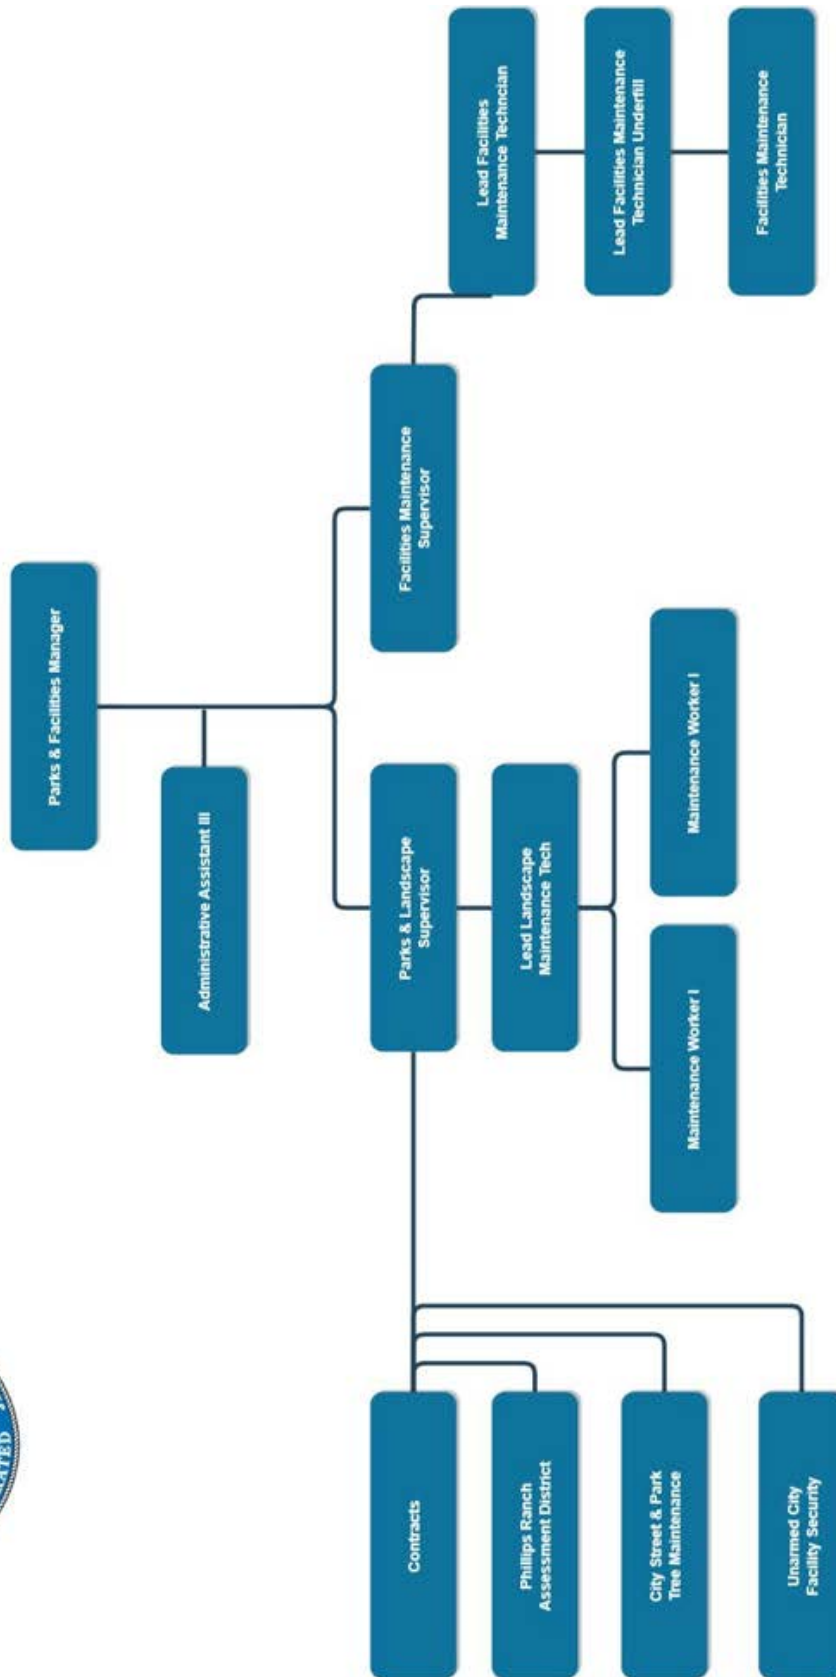 Parks & Facilities Manager
Administrative Assistant III
Parks & Landscape
Supervisor
Facilities Maintenance
Supervisor
Contracts
Phillips Ranch
Assessment District
City Street & Park
Tree Maintenance
Unarmed City
Facility Security
Lead Landscape
Maintenance Tech
Maintenance Worker I
Maintenance Worker I
Lead Facilities
Maintenance Techncian
Lead Facilities Maintenance
Technician Underfill
Facilities Maintenance
Technician